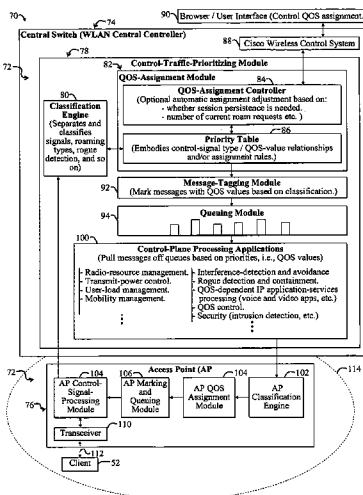 70
74
90
Browser / User Interface (Control QOS assignment.
Central Switch (WLAN Central Controller)
88
Cisco Wireless Control System
72
78
Control-Traffic-Prioritizing Module
82
QOS-Assignment Module
84
80
Classification
Engine
(Separates and
classifies
signals, roaming
types, rogue
detection, and so
on)
QOS-Assignment Controller
(Optional automatic assignment adjustment based on:
- whether session persistence is needed.
- number of current roam requests etc. )
86
Priority Table
(Embodies control-signal type / QOS-value relationships
and/or assignment rules.)
92
Message-Tagging Module
(Mark messages with QOS values based on classification.)
94
Queuing Module
100
Control-Plane Processing Applications
(Pull messages off queues based on priorities, i.e., QOS values)
Radio-resource management.
Transmit-power control.
User-load management.
Mobility management.
Interference-detection and avoidance
Rogue detection and containment.
QOS-dependent IP application-services
processing (voice and video apps, etc.)
QOS control.
Security (intrusion detection, etc.)
72
76
114
Access Point (AP
104
AP Control-
Signal-
Processing
Module
106
AP Marking
and
Queuing
Module
104
AP QOS
Assignment
Module
102
AP
Classification
Engine
110
Transceiver
112
Client
52